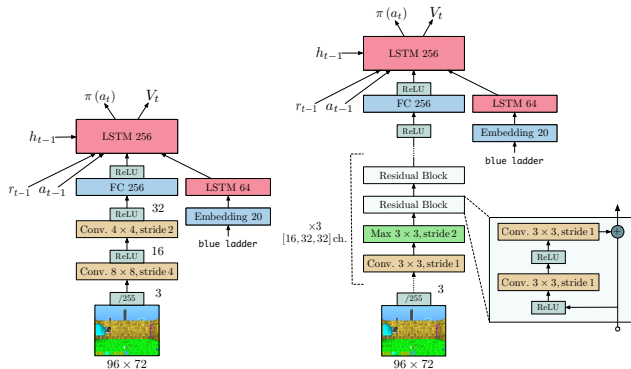 π (a_t) V_t
h_{t−1}
LSTM 256
ReLU
r_{t−1} a_{t−1}
FC 256
LSTM 64
ReLU
32
Embedding 20
Conv. 4 × 4, stride 2
blue ladder
ReLU
16
Conv. 8 × 8, stride 4
/255
3
96 × 72
π (a_t) V_t
h_{t−1}
LSTM 256
ReLU
r_{t−1} a_{t−1}
FC 256
LSTM 64
ReLU
Embedding 20
blue ladder
Residual Block
Residual Block
×3
[16, 32, 32] ch.
Max 3 × 3, stride 2
Conv. 3 × 3, stride 1
/255
3
96 × 72
Conv. 3 × 3, stride 1
+
ReLU
Conv. 3 × 3, stride 1
ReLU